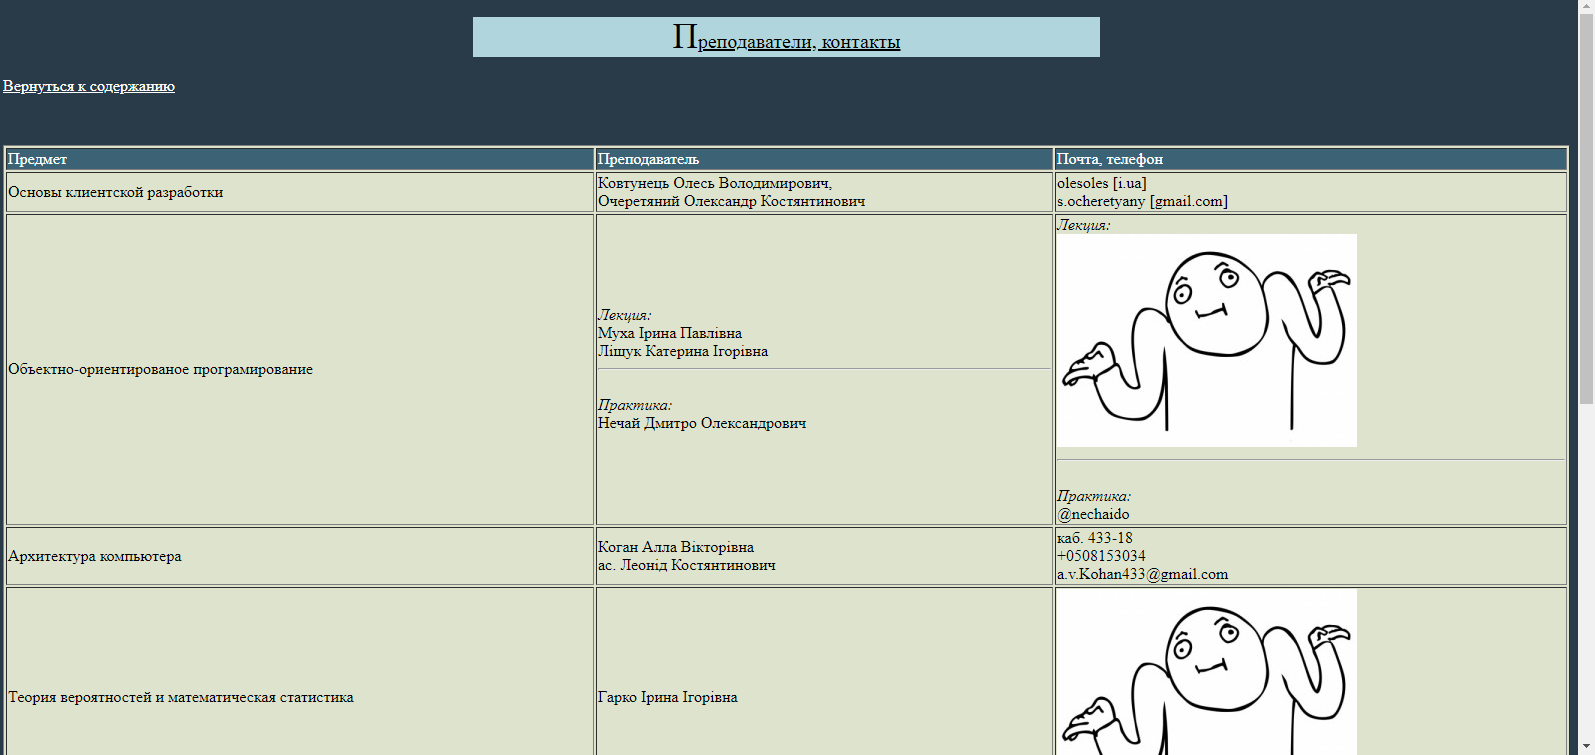 Преподаватели, контакты
Вернуться к содержанию
Предмет
Преподаватель
Почта, телефон
Основы клиентской разработки
Ковтунець Олесь Володимирович,
Очеретяний Олександр Костянтинович
olesoles [i.ua]
s.ocheretyany [gmail.com]
Объектно-ориентированое програмирование
Лекция:
Муха Ірина Павлівна
Ліщук Катерина Ігорівна
Практика:
Нечай Дмитро Олександрович
Лекция:
Практика:
@nechaido
Архитектура компьютера
Коган Алла Вікторівна
ас. Леонід Костянтинович
каб. 433-18
+0508153034
a.v.Kohan433@gmail.com
Теория вероятностей и математическая статистика
Гарко Ірина Ігорівна